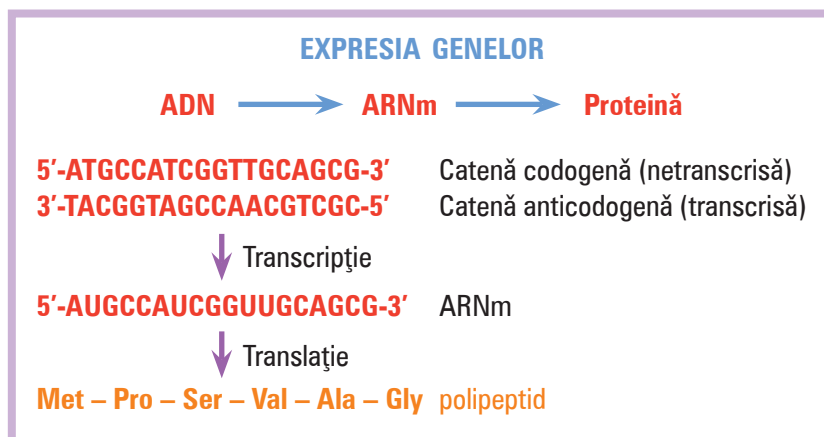 EXPRESIA GENELOR
ADN ARNm Proteină
5′-ATGCCATCGGTTGCAGCG-3′ Catenă codogenă (netranscrisă)
3′-TACGGTAGCCAACGTCGC-5′ Catenă anticodogenă (transcrisă)
Transcripţie
5′-AUGCCAUCGGUUGCAGCG-3′ ARNm
Translaţie
Met – Pro – Ser – Val – Ala – Gly polipeptid